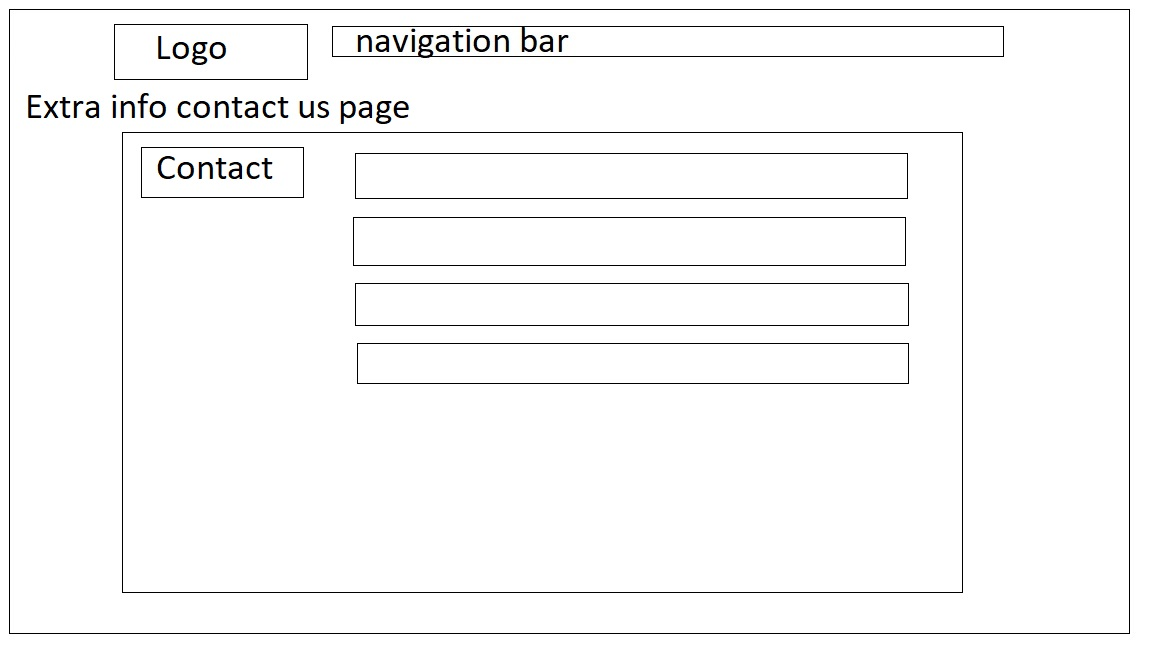 Logo
navigation bar
Extra info contact us page
Contact